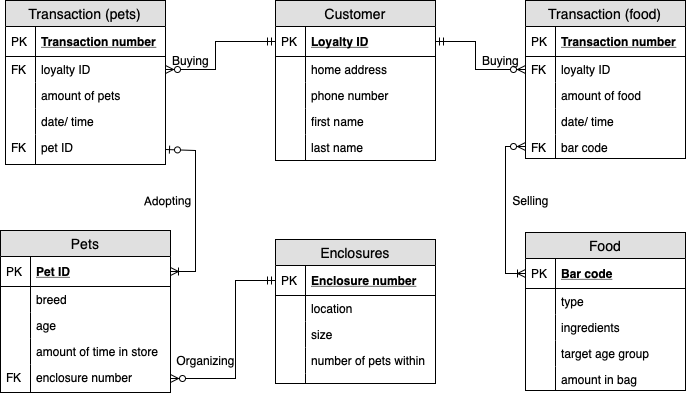 Transaction (pets)
PK Transaction number
FK loyalty ID
amount of pets
date/ time
FK pet ID
Customer
PK Loyalty ID
home address
phone number
first name
last name
Transaction (food)
PK Transaction number
FK loyalty ID
amount of food
date/ time
FK bar code
Buying
Buying
Adopting
Selling
Pets
PK Pet ID
breed
age
amount of time in store
FK enclosure number
Organizing
Enclosures
PK Enclosure number
location
size
number of pets within
Food
PK Bar code
type
ingredients
target age group
amount in bag